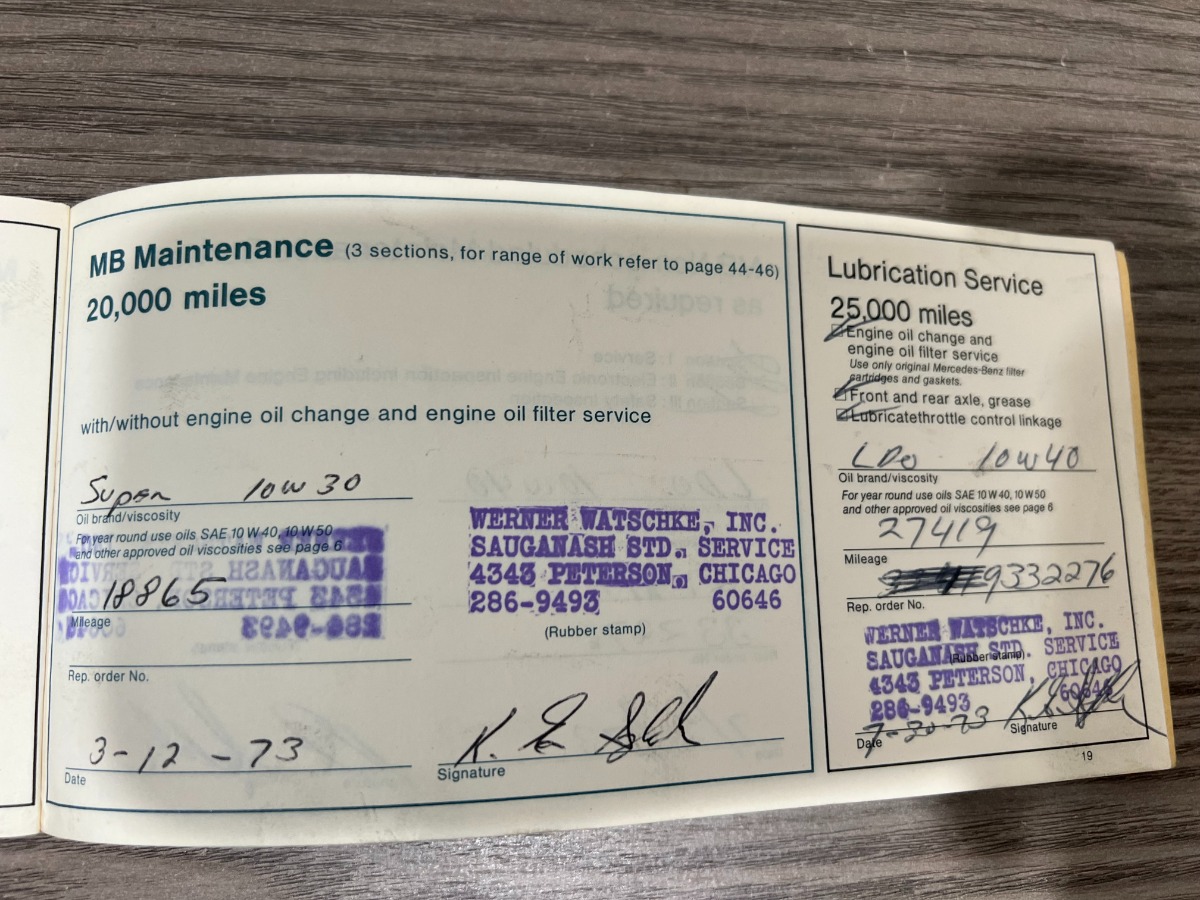 MB Maintenance (3 sections, for range of work refer to page 44-46)
20,000 miles
with/without engine oil change and engine oil filter service
Super 10W30
Oil brand/viscosity
For year round use oils SAE 10 W 40, 10 W 50
and other approved oil viscosities see page 6
18865
Mileage
Rep. order No.
3-12-73
Date
WERNER WATSCHKE, INC.
SAUGANASH STD. SERVICE
4343 PETERSON, CHICAGO
286-9493 60646
(Rubber stamp)
Signature
Lubrication Service
25,000 miles
Engine oil change and
engine oil filter service
Use only original Mercedes-Benz filter
cartridges and gaskets.
Front and rear axle, grease
Lubricatethrottle control linkage
LDO 10W40
Oil brand/viscosity
For year round use oils SAE 10 W 40, 10 W 50
and other approved oil viscosities see page 6
27419
Mileage
9332276
Rep. order No.
WERNER WATSCHKE, INC.
SAUGANASH STD. SERVICE
(Rubber stamp)
4343 PETERSON, CHICAGO
286-9493 60646
7-30-73
Date
Signature
19